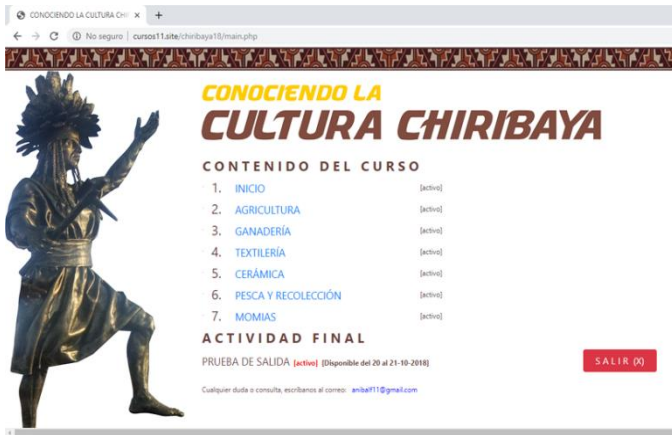 CONOCIENDO LA CULTURA CHI
No seguro | cursos11.site/chiribaya18/main.php
CONOCIENDO LA
CULTURA CHIRIBAYA
CONTENIDO DEL CURSO
1. INICIO [activo]
2. AGRICULTURA [activo]
3. GANADERÍA [activo]
4. TEXTILERÍA [activo]
5. CERÁMICA [activo]
6. PESCA Y RECOLECCIÓN [activo]
7. MOMIAS [activo]
ACTIVIDAD FINAL
PRUEBA DE SALIDA [activo] [Disponible del 20 al 21-10-2018]
SALIR (X)
Cualquier duda o consulta, escríbanos al correo: anibalf11@gmail.com